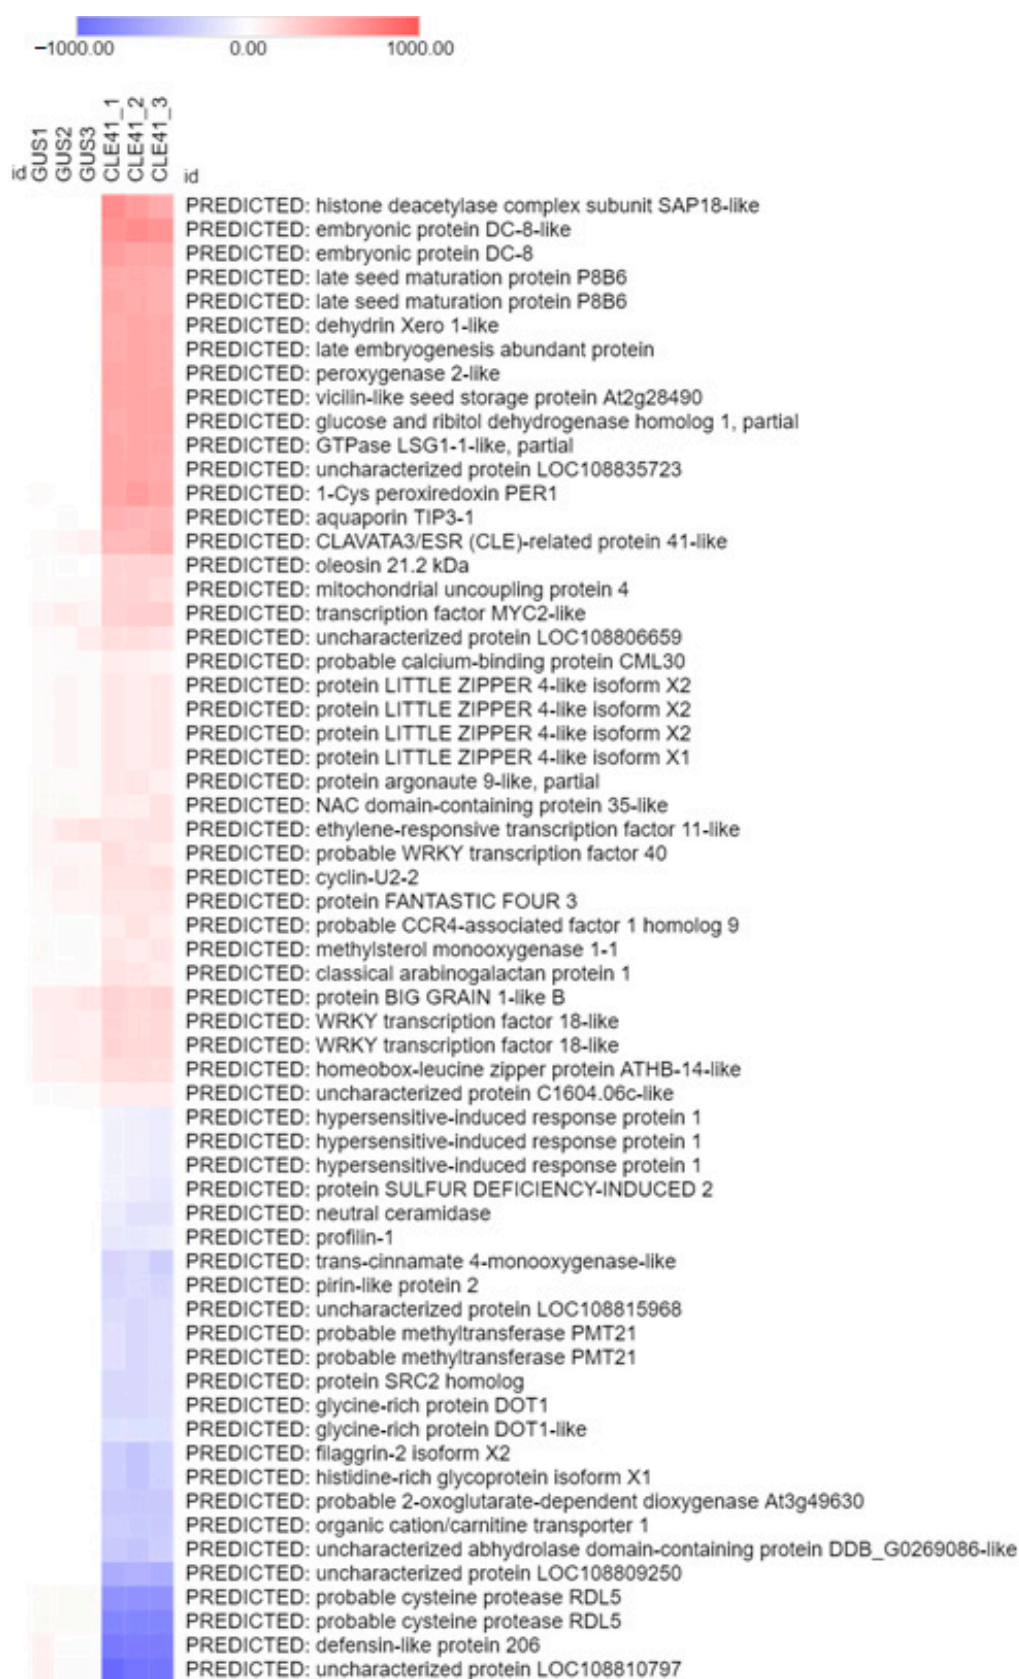 −1000.00 0.00 1000.00
id GUS1 GUS2 GUS3 CLE41_1 CLE41_2 CLE41_3 id
PREDICTED: histone deacetylase complex subunit SAP18-like
PREDICTED: embryonic protein DC-8-like
PREDICTED: embryonic protein DC-8
PREDICTED: late seed maturation protein P8B6
PREDICTED: late seed maturation protein P8B6
PREDICTED: dehydrin Xero 1-like
PREDICTED: late embryogenesis abundant protein
PREDICTED: peroxygenase 2-like
PREDICTED: vicilin-like seed storage protein At2g28490
PREDICTED: glucose and ribitol dehydrogenase homolog 1, partial
PREDICTED: GTPase LSG1-1-like, partial
PREDICTED: uncharacterized protein LOC108835723
PREDICTED: 1-Cys peroxiredoxin PER1
PREDICTED: aquaporin TIP3-1
PREDICTED: CLAVATA3/ESR (CLE)-related protein 41-like
PREDICTED: oleosin 21.2 kDa
PREDICTED: mitochondrial uncoupling protein 4
PREDICTED: transcription factor MYC2-like
PREDICTED: uncharacterized protein LOC108806659
PREDICTED: probable calcium-binding protein CML30
PREDICTED: protein LITTLE ZIPPER 4-like isoform X2
PREDICTED: protein LITTLE ZIPPER 4-like isoform X2
PREDICTED: protein LITTLE ZIPPER 4-like isoform X2
PREDICTED: protein LITTLE ZIPPER 4-like isoform X1
PREDICTED: protein argonaute 9-like, partial
PREDICTED: NAC domain-containing protein 35-like
PREDICTED: ethylene-responsive transcription factor 11-like
PREDICTED: probable WRKY transcription factor 40
PREDICTED: cyclin-U2-2
PREDICTED: protein FANTASTIC FOUR 3
PREDICTED: probable CCR4-associated factor 1 homolog 9
PREDICTED: methylsterol monooxygenase 1-1
PREDICTED: classical arabinogalactan protein 1
PREDICTED: protein BIG GRAIN 1-like B
PREDICTED: WRKY transcription factor 18-like
PREDICTED: WRKY transcription factor 18-like
PREDICTED: homeobox-leucine zipper protein ATHB-14-like
PREDICTED: uncharacterized protein C1604.06c-like
PREDICTED: hypersensitive-induced response protein 1
PREDICTED: hypersensitive-induced response protein 1
PREDICTED: hypersensitive-induced response protein 1
PREDICTED: protein SULFUR DEFICIENCY-INDUCED 2
PREDICTED: neutral ceramidase
PREDICTED: profilin-1
PREDICTED: trans-cinnamate 4-monooxygenase-like
PREDICTED: pirin-like protein 2
PREDICTED: uncharacterized protein LOC108815968
PREDICTED: probable methyltransferase PMT21
PREDICTED: probable methyltransferase PMT21
PREDICTED: protein SRC2 homolog
PREDICTED: glycine-rich protein DOT1
PREDICTED: glycine-rich protein DOT1-like
PREDICTED: filaggrin-2 isoform X2
PREDICTED: histidine-rich glycoprotein isoform X1
PREDICTED: probable 2-oxoglutarate-dependent dioxygenase At3g49630
PREDICTED: organic cation/carnitine transporter 1
PREDICTED: uncharacterized abhydrolase domain-containing protein DDB_G0269086-like
PREDICTED: uncharacterized protein LOC108809250
PREDICTED: probable cysteine protease RDL5
PREDICTED: probable cysteine protease RDL5
PREDICTED: defensin-like protein 206
PREDICTED: uncharacterized protein LOC108810797